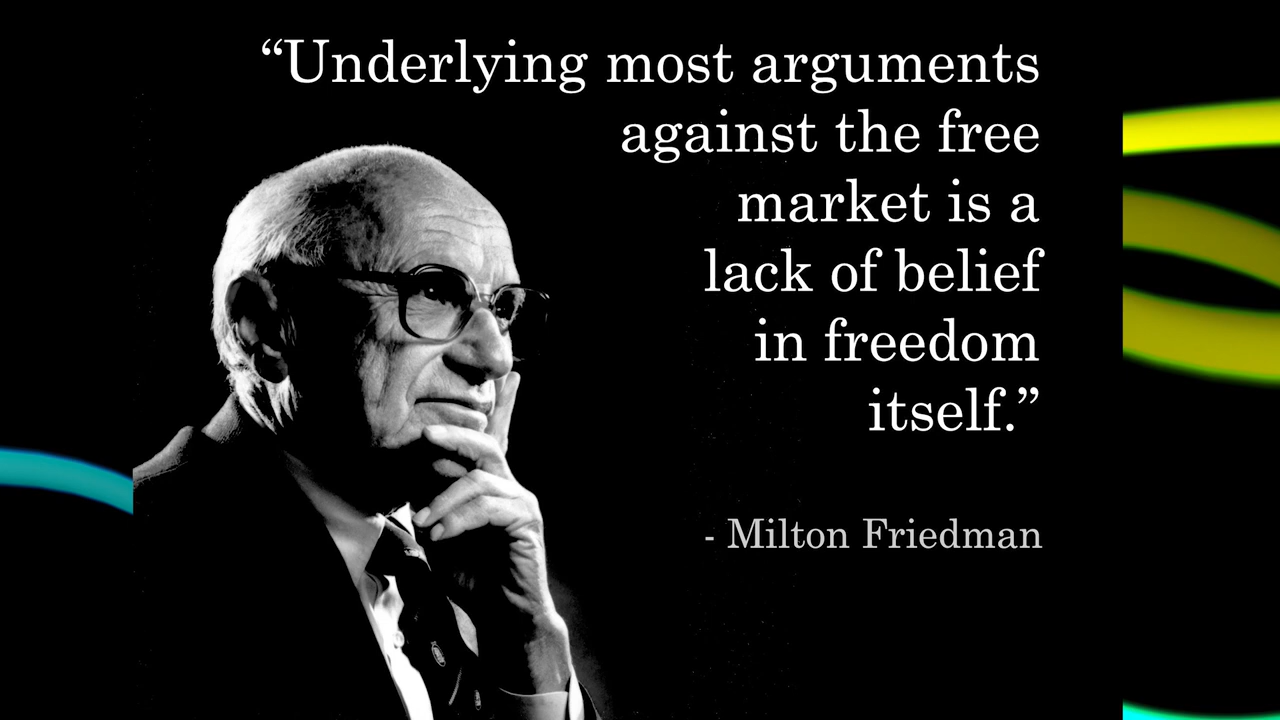 “Underlying most arguments
against the free
market is a
lack of belief
in freedom
itself.”
- Milton Friedman